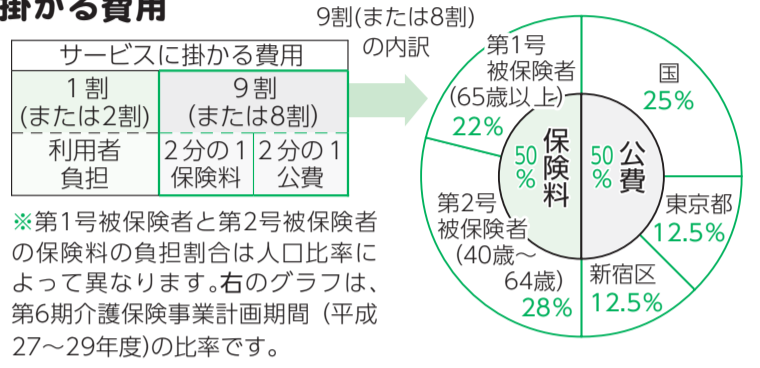 掛かる費用
サービスに掛かる費用
1割
(または2割)
9割
(または8割)
利用者
負担
2分の1
保険料
2分の1
公費
※第1号被保険者と第2号被保険者
の保険料の負担割合は人口比率に
よって異なります。右のグラフは、
第6期介護保険事業計画期間(平成
27〜29年度)の比率です。
9割(または8割)
の内訳
第1号
被保険者
(65歳以上)
22%
国
25%
保険料
50
%
公費
50
%
東京都
12.5%
第2号
被保険者
(40歳〜
64歳)
28%
新宿区
12.5%